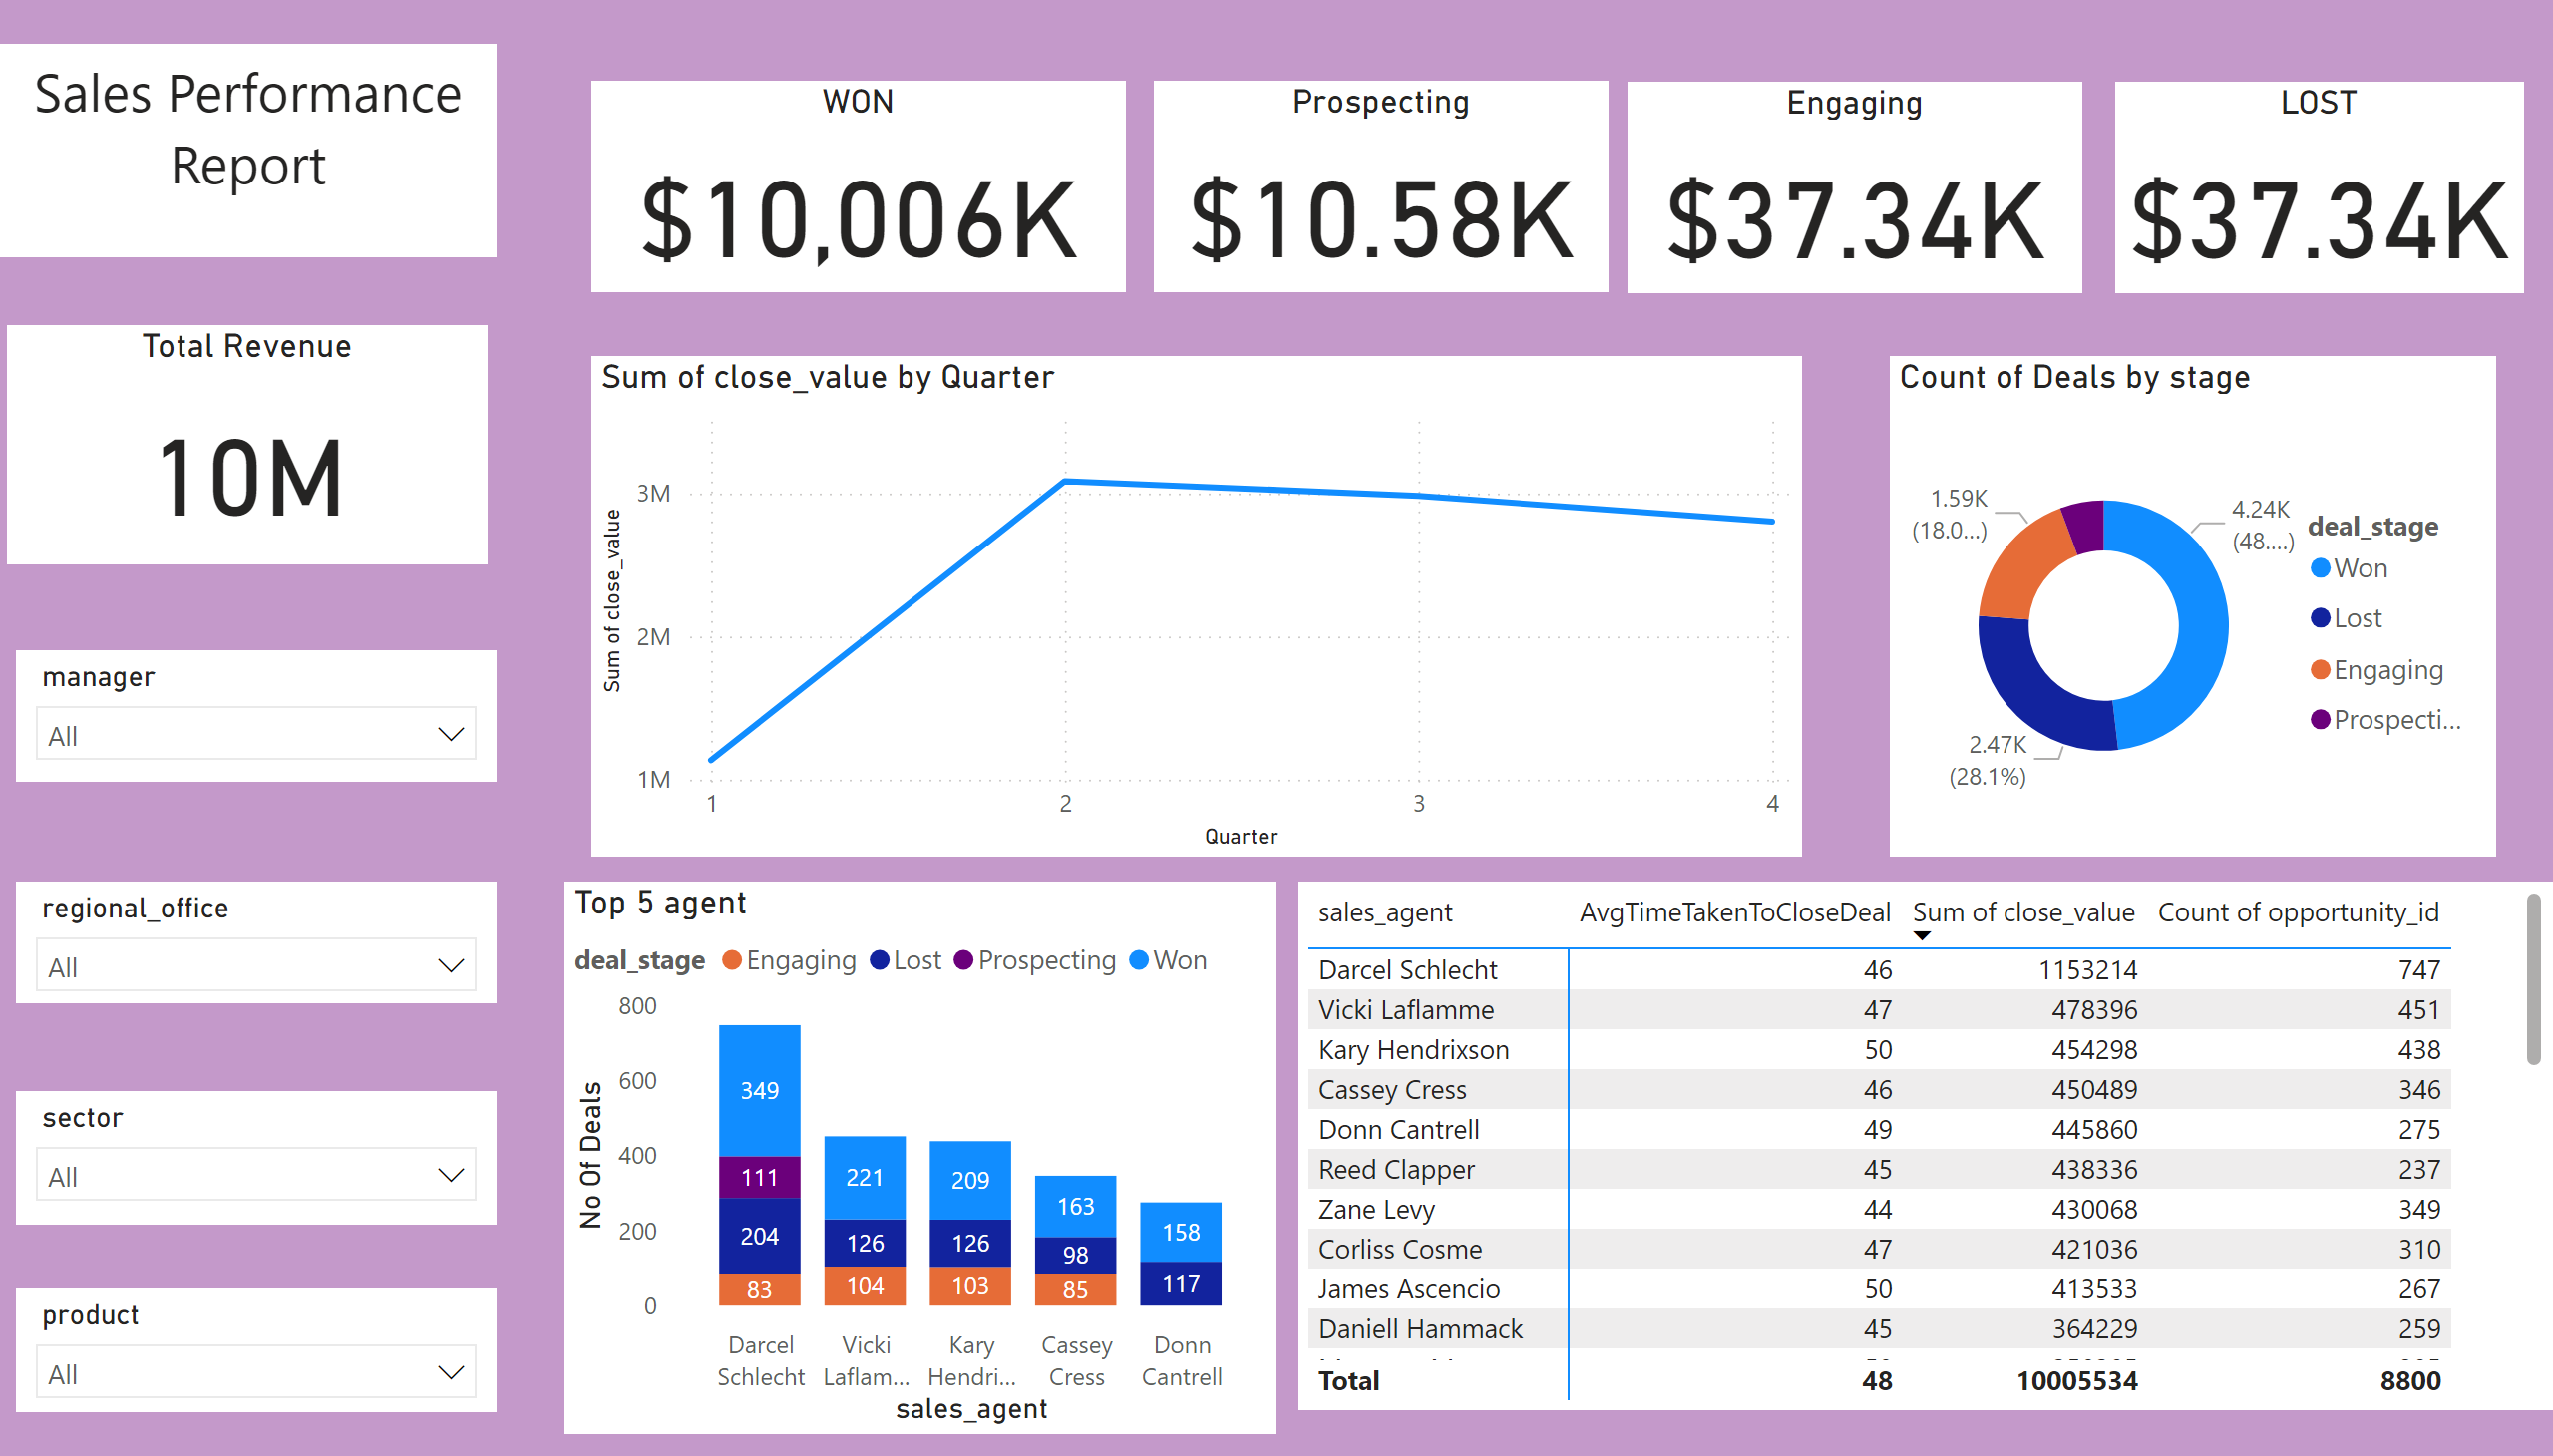 Sales Performance
Report
WON
$10,006K
Prospecting
$10.58K
Engaging
$37.34K
LOST
$37.34K
Total Revenue
10M
manager
All
regional_office
All
sector
All
product
All
Sum of close_value by Quarter
Sum of close_value
3M
2M
1M
1 2 3 4
Quarter
Count of Deals by stage
1.59K
(18.0...)
4.24K
(48....)
2.47K
(28.1%)
deal_stage
Won
Lost
Engaging
Prospecti...
Top 5 agent
deal_stage Engaging Lost Prospecting Won
No Of Deals
800
600
400
200
0
349
111
204
83
221
126
104
209
126
103
163
98
85
158
117
Darcel Schlecht
Vicki Laflam...
Kary Hendri...
Cassey Cress
Donn Cantrell
sales_agent
sales_agent AvgTimeTakenToCloseDeal Sum of close_value Count of opportunity_id
Darcel Schlecht 46 1153214 747
Vicki Laflamme 47 478396 451
Kary Hendrixson 50 454298 438
Cassey Cress 46 450489 346
Donn Cantrell 49 445860 275
Reed Clapper 45 438336 237
Zane Levy 44 430068 349
Corliss Cosme 47 421036 310
James Ascencio 50 413533 267
Daniell Hammack 45 364229 259
Total 48 10005534 8800